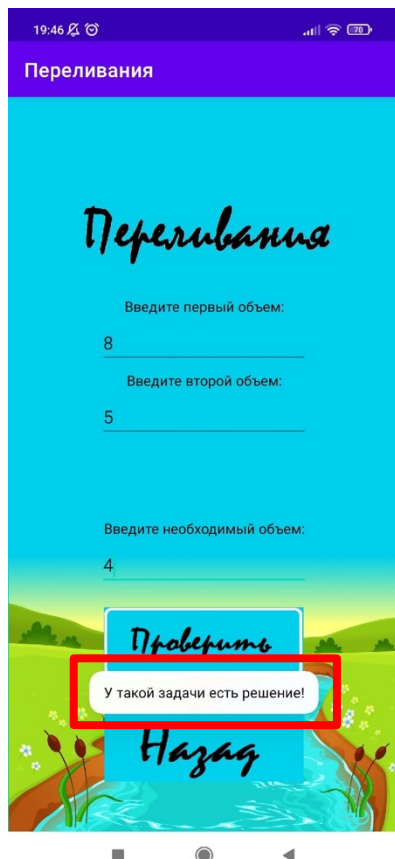 19:46
70
Переливания
Переливания
Введите первый объем:
8
Введите второй объем:
5
Введите необходимый объем:
4
Проверить
У такой задачи есть решение!
Назад